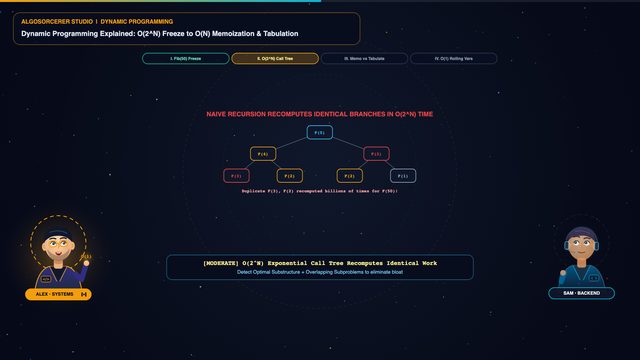 ALGOSORCERER STUDIO | DYNAMIC PROGRAMMING
Dynamic Programming Explained: O(2^N) Freeze to O(N) Memoization & Tabulation
I. Fib(50) Freeze
II. O(2^N) Call Tree
III. Memo vs Tabulate
IV. O(1) Rolling Vars
NAIVE RECURSION RECOMPUTES IDENTICAL BRANCHES IN O(2^N) TIME
F(5)
F(4) F(3)
F(3) F(2) F(2) F(1)
Duplicate F(3), F(2) recomputed billions of times for F(50)!
[MODERATE] O(2^N) Exponential Call Tree Recomputes Identical Work
Detect Optimal Substructure + Overlapping Subproblems to eliminate bloat
ALEX • SYSTEMS
SAM • BACKEND